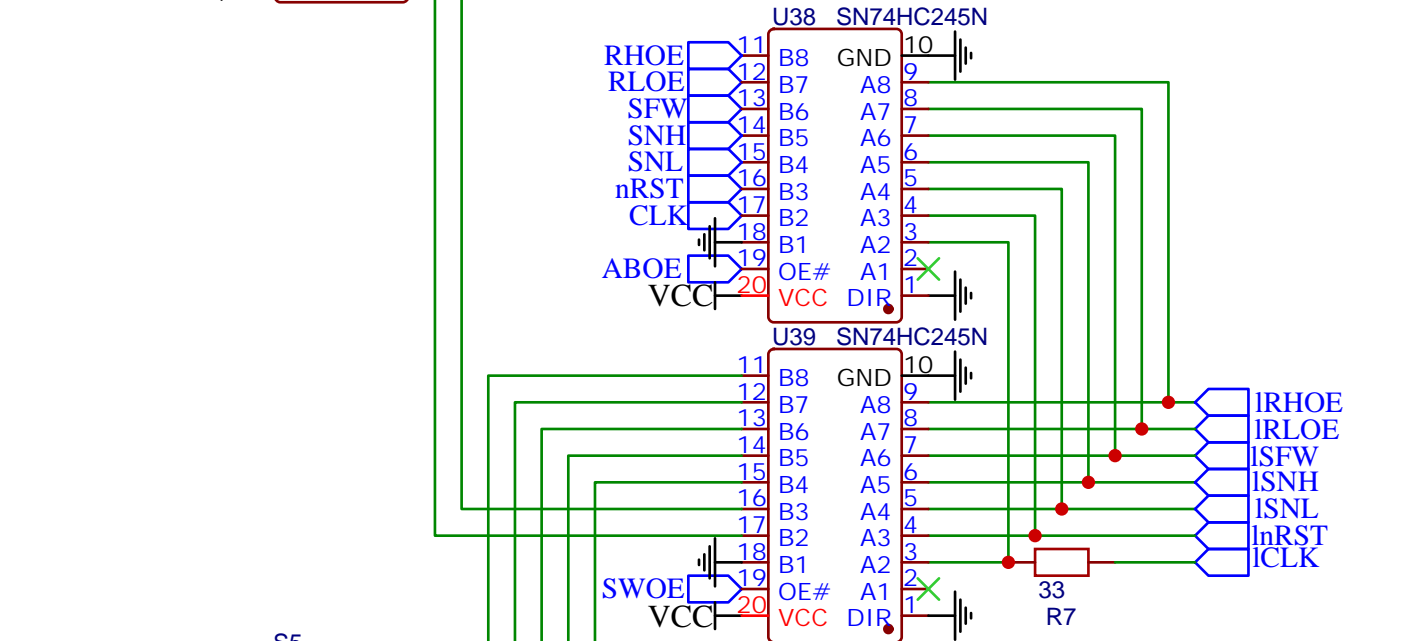 U38 SN74HC245N
RHOE 11 B8 GND 10
RLOE 12 B7 A8 9
SFW 13 B6 A7 8
SNH 14 B5 A6 7
SNL 15 B4 A5 6
nRST 16 B3 A4 5
CLK 17 B2 A3 4
18 B1 A2 3
ABOE 19 OE# A1 2
VCC 20 VCC DIR 1
U39 SN74HC245N
11 B8 GND 10
12 B7 A8 9 lRHOE
13 B6 A7 8 lRLOE
14 B5 A6 7 lSFW
15 B4 A5 6 lSNH
16 B3 A4 5 lSNL
17 B2 A3 4 lnRST
18 B1 A2 3 lCLK
SWOE 19 OE# A1 2 33
VCC 20 VCC DIR 1 R7